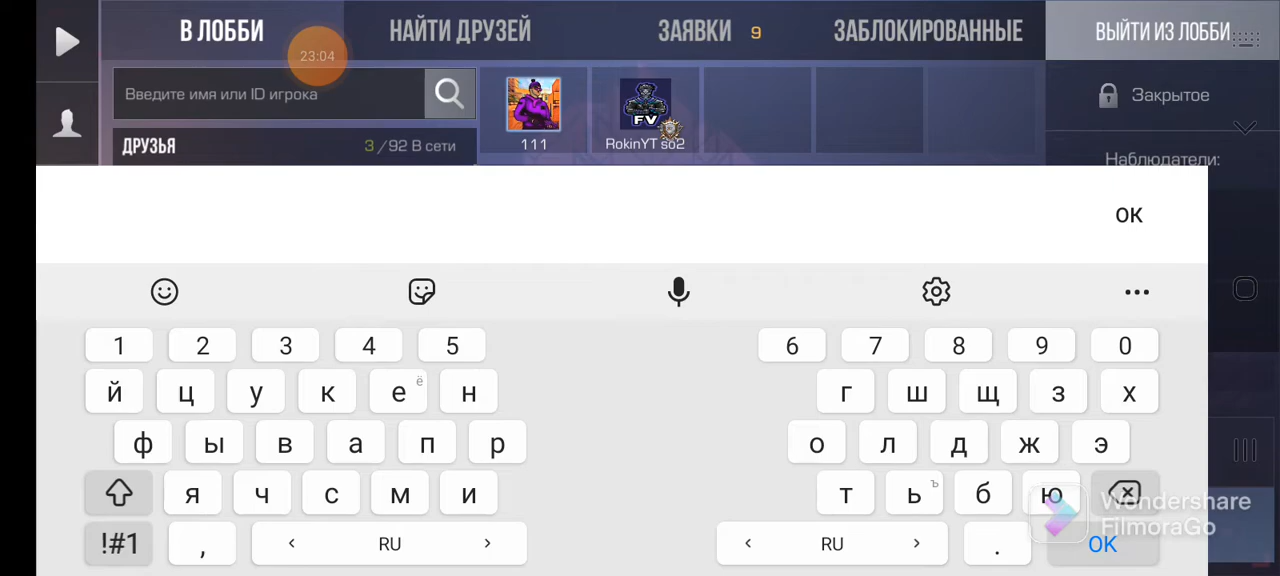 В ЛОББИ НАЙТИ ДРУЗЕЙ ЗАЯВКИ 9 ЗАБЛОКИРОВАННЫЕ ВЫЙТИ ИЗ ЛОББИ
23:04
Введите имя или ID игрока
Закрытое
FV
ДРУЗЬЯ 3 /92 В сети
111 RokinYT so2
Наблюдатели:
ОК
1 2 3 4 5 6 7 8 9 0
й ц у к е ё н г ш щ з х
ф ы в а п р о л д ж э
я ч с м и т ь ъ б ю
Wondershare
FilmoraGo
!#1 , < RU > < RU > . OK